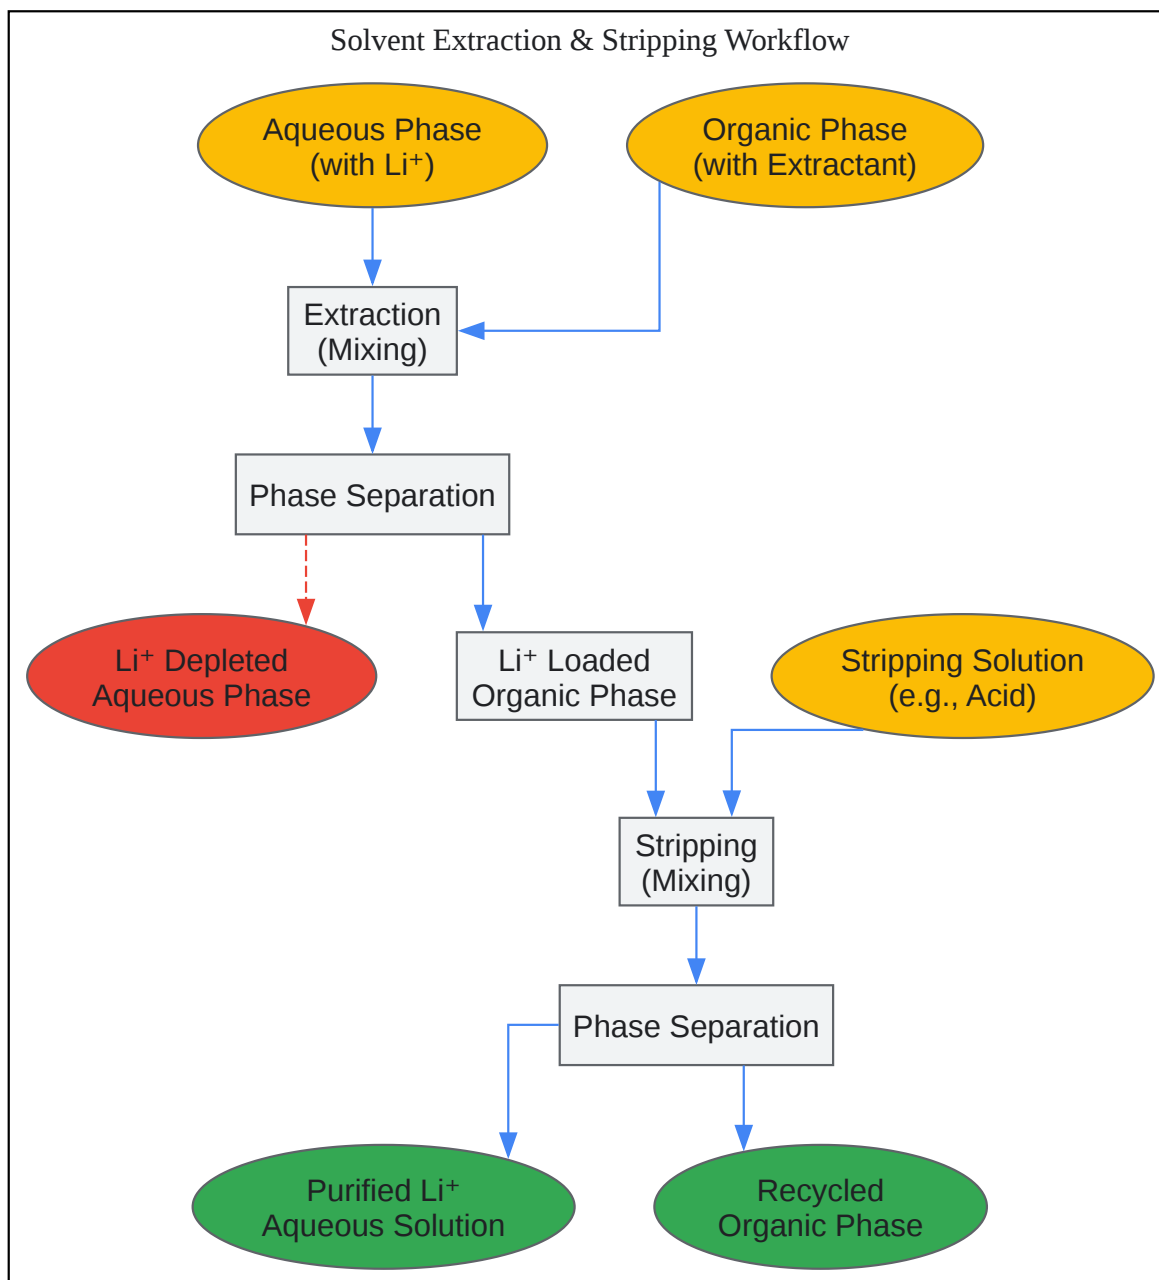 Solvent Extraction & Stripping Workflow
Aqueous Phase
(with Li⁺)
Organic Phase
(with Extractant)
Extraction
(Mixing)
Phase Separation
Li⁺ Depleted
Aqueous Phase
Li⁺ Loaded
Organic Phase
Stripping Solution
(e.g., Acid)
Stripping
(Mixing)
Phase Separation
Purified Li⁺
Aqueous Solution
Recycled
Organic Phase